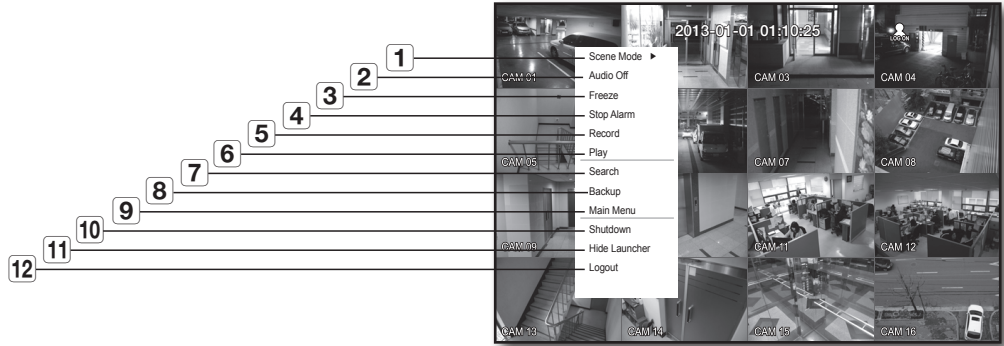 2013-01-01 01:10:25
LOG ON
1 Scene Mode ▶
2 Audio Off
3 Freeze
4 Stop Alarm
5 Record
6 Play
7 Search
8 Backup
9 Main Menu
10 Shutdown
11 Hide Launcher
12 Logout
CAM 01
CAM 03
CAM 04
CAM 05
CAM 07
CAM 08
CAM 09
CAM 11
CAM 12
CAM 13
CAM 14
CAM 15
CAM 16